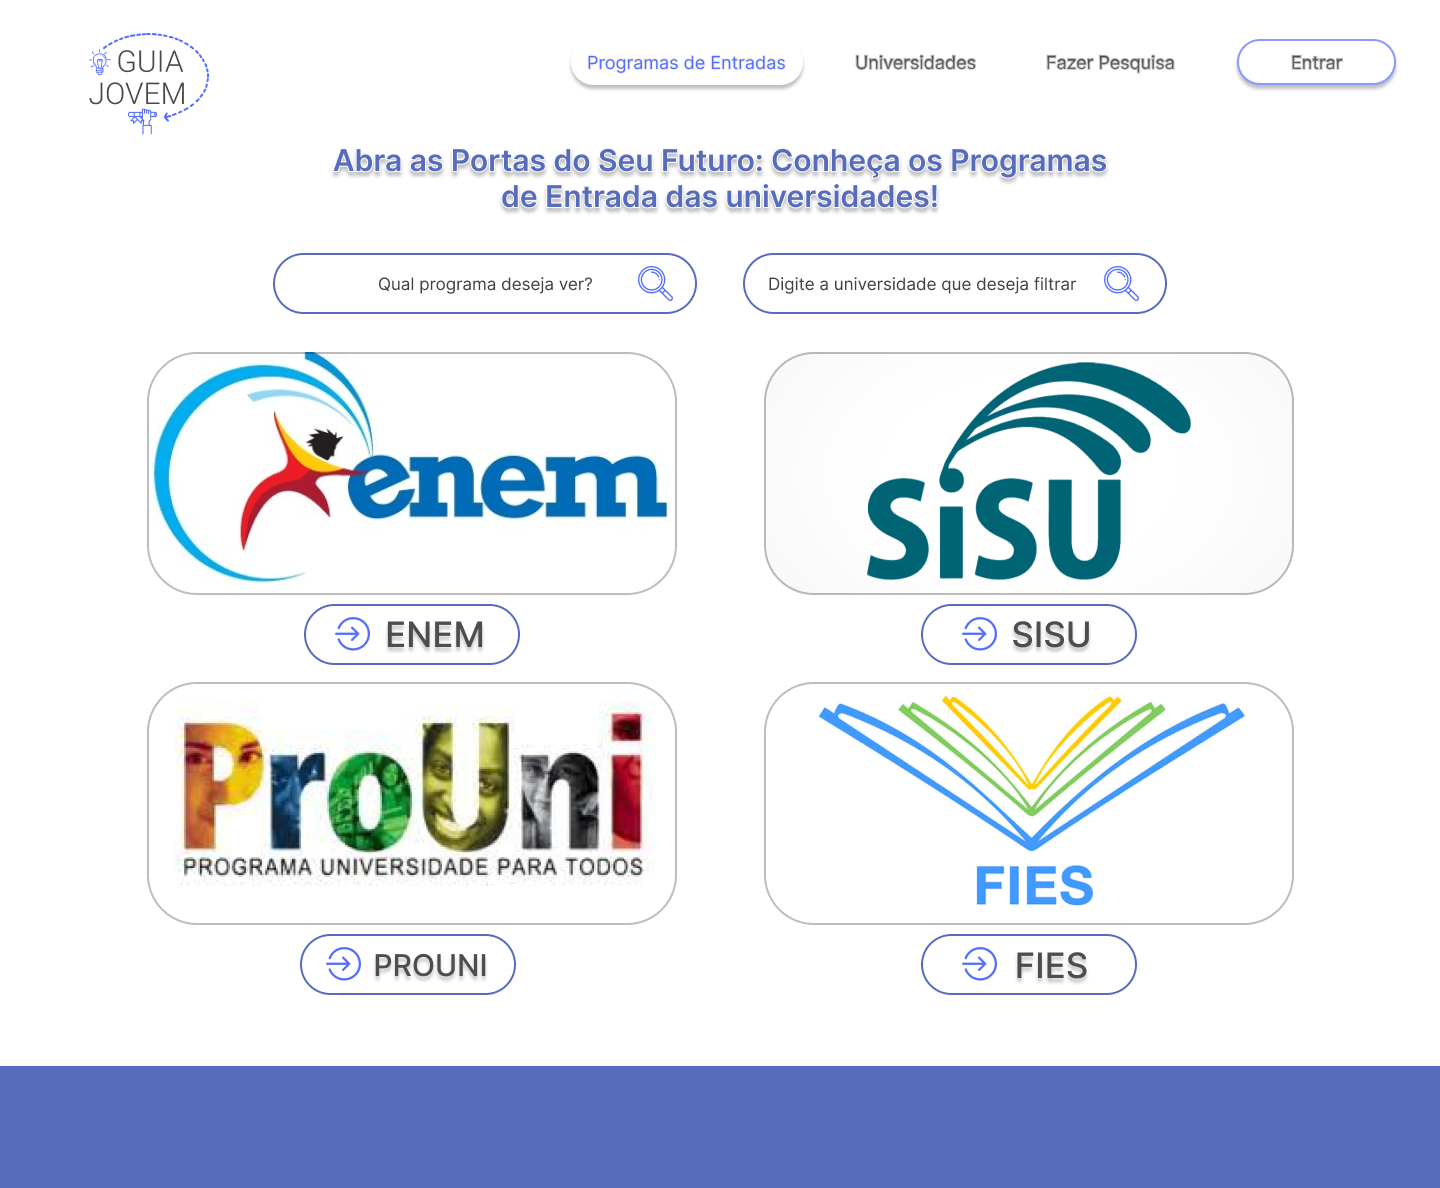 GUIA
JOVEM
Programas de Entradas
Universidades
Fazer Pesquisa
Entrar
Abra as Portas do Seu Futuro: Conheça os Programas
de Entrada das universidades!
Qual programa deseja ver?
Digite a universidade que deseja filtrar
enem
SiSU
ENEM
SISU
ProUni
PROGRAMA UNIVERSIDADE PARA TODOS
FIES
PROUNI
FIES